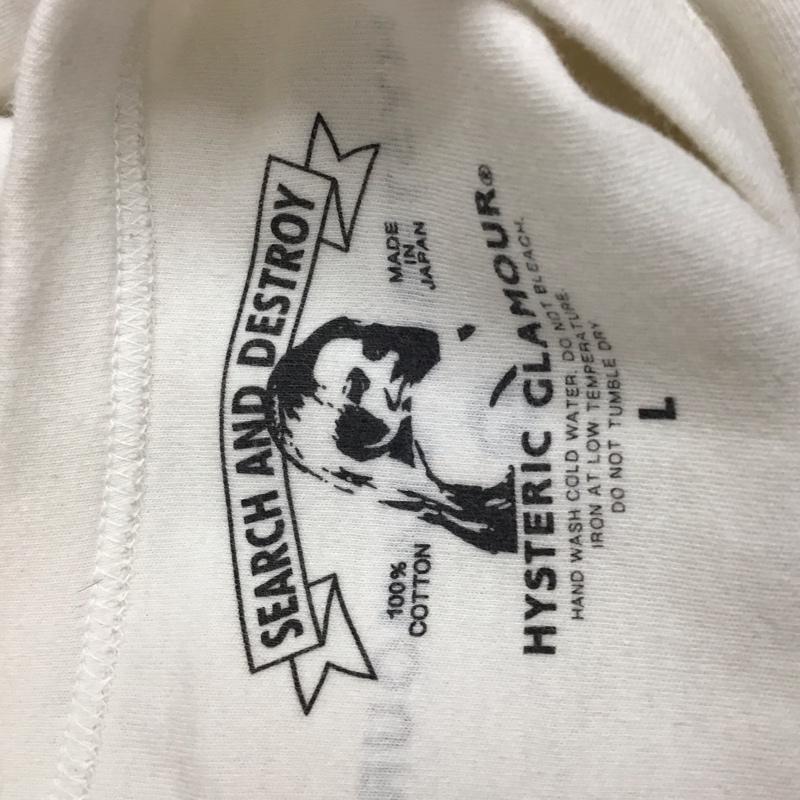 SEARCH AND DESTROY
100%
COTTON
MADE
IN
JAPAN
HYSTERIC GLAMOUR®
HAND WASH COLD WATER. DO NOT BLEACH.
IRON AT LOW TEMPERATURE.
DO NOT TUMBLE DRY
L